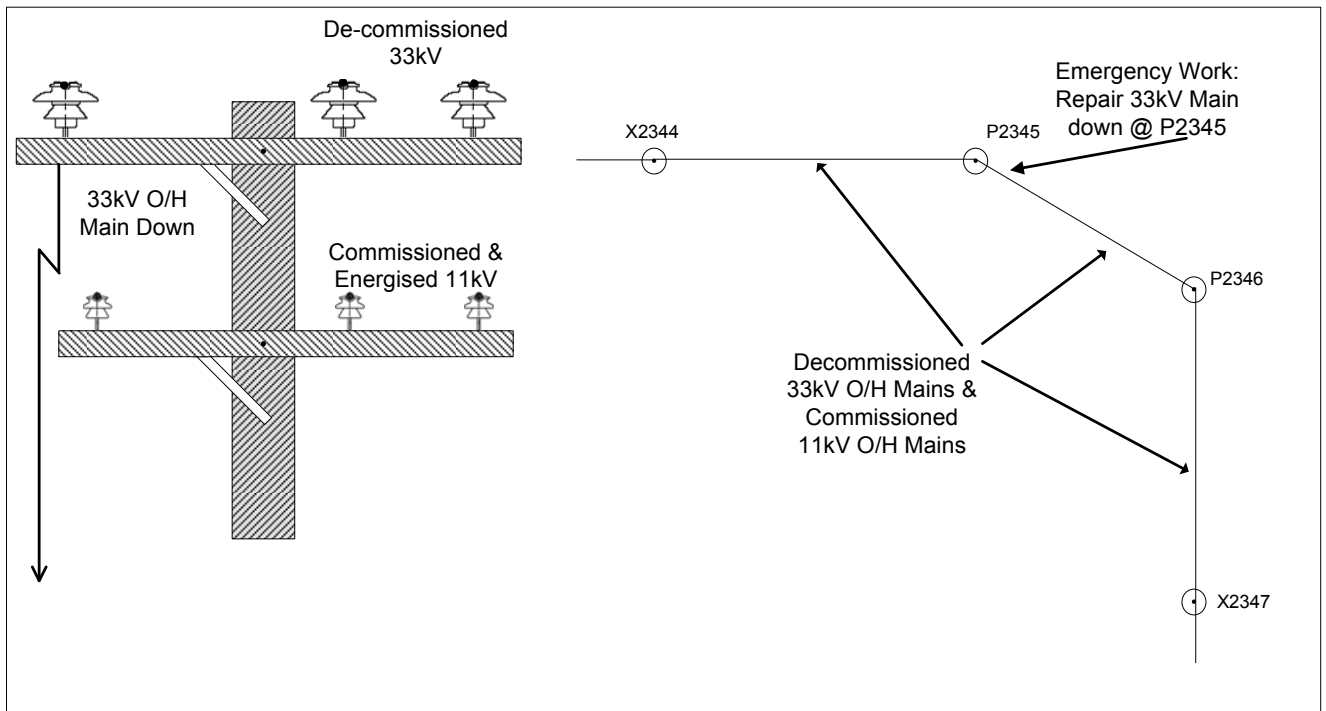 De-commissioned
33kV
33kV O/H
Main Down
Commissioned &
Energised 11kV
X2344
P2345
Emergency Work:
Repair 33kV Main
down @ P2345
P2346
Decommissioned
33kV O/H Mains &
Commissioned
11kV O/H Mains
X2347